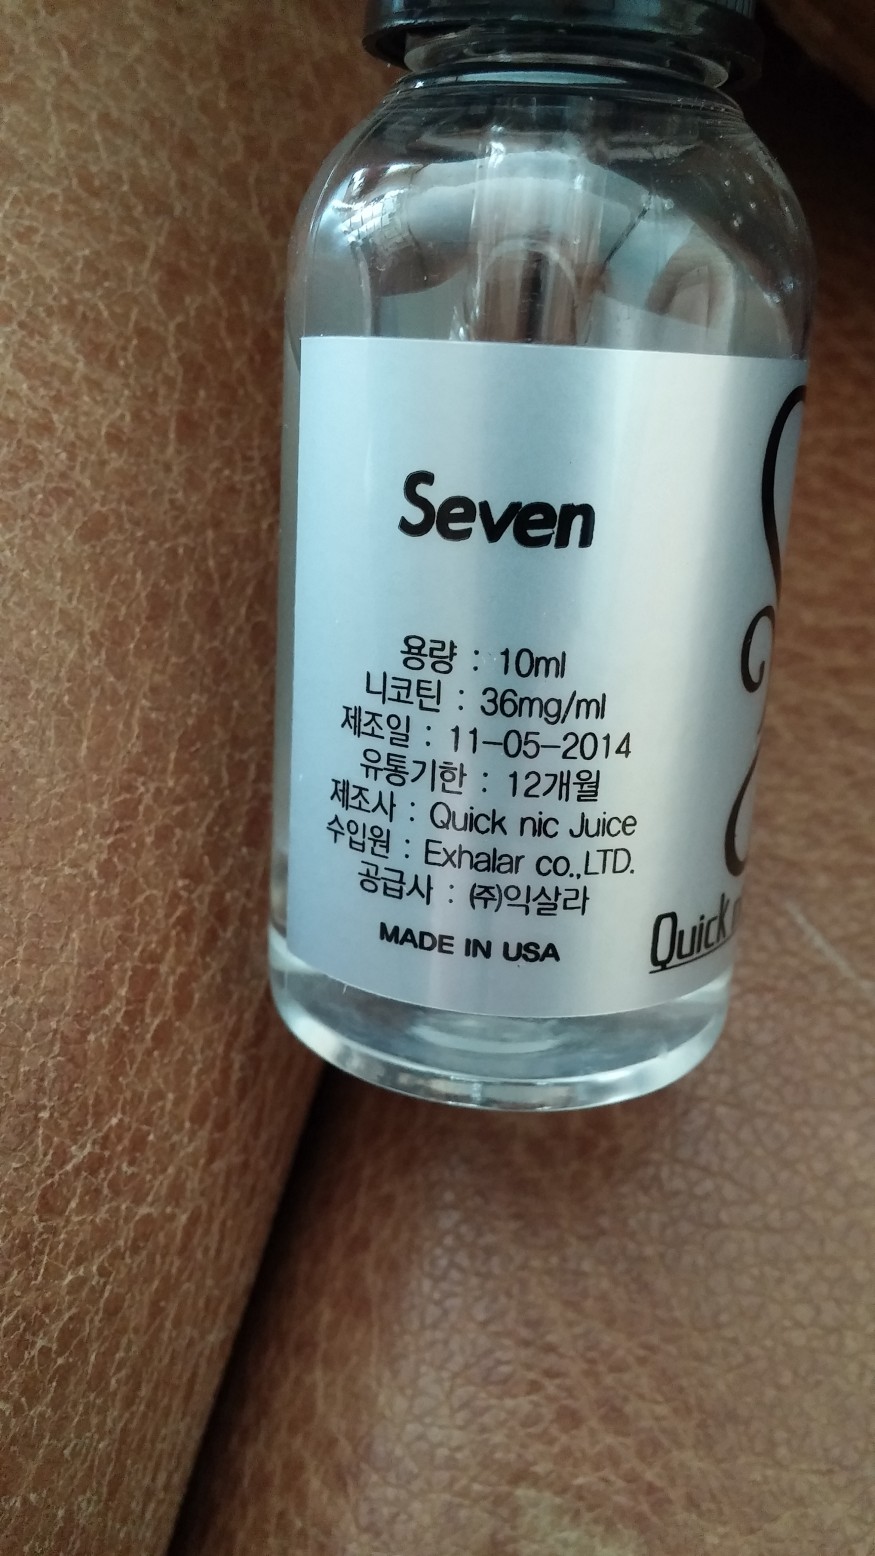 Seven
용량 : 10ml
니코틴 : 36mg/ml
제조일 : 11-05-2014
유통기한 : 12개월
제조사 : Quick nic Juice
수입원 : Exhalar co.,LTD.
공급사 : ㈜익살라
MADE IN USA
Quick